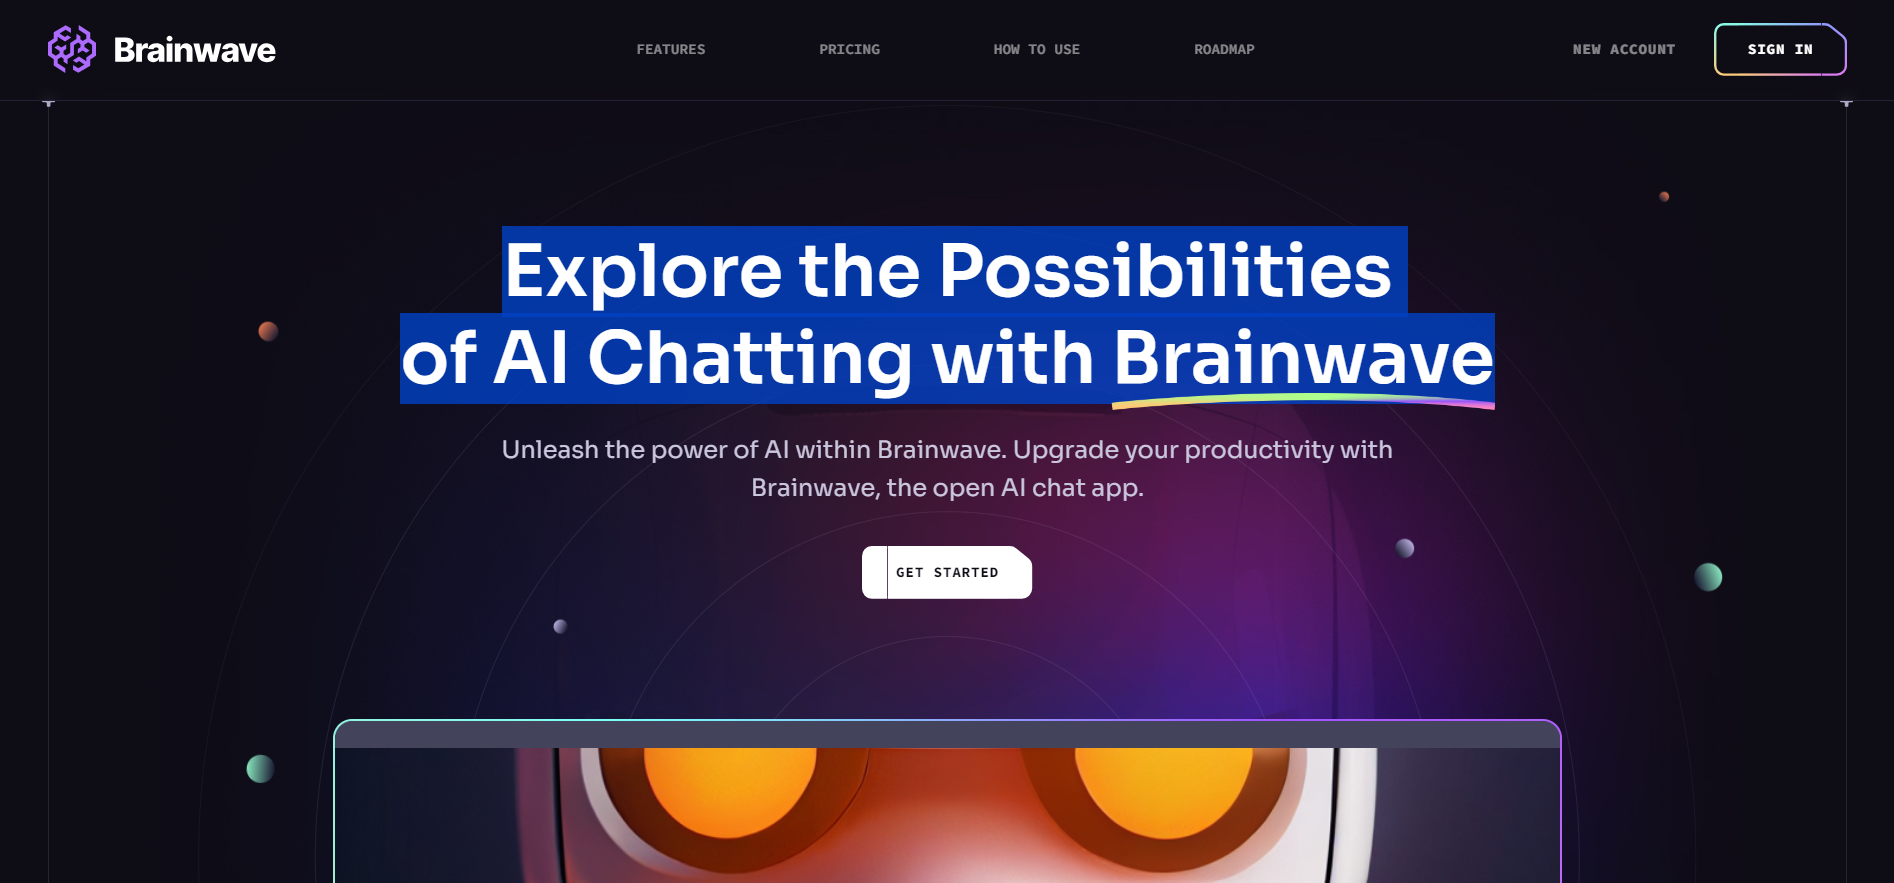 Brainwave
FEATURES
PRICING
HOW TO USE
ROADMAP
NEW ACCOUNT
SIGN IN
Explore the Possibilities
of AI Chatting with Brainwave
Unleash the power of AI within Brainwave. Upgrade your productivity with
Brainwave, the open AI chat app.
GET STARTED